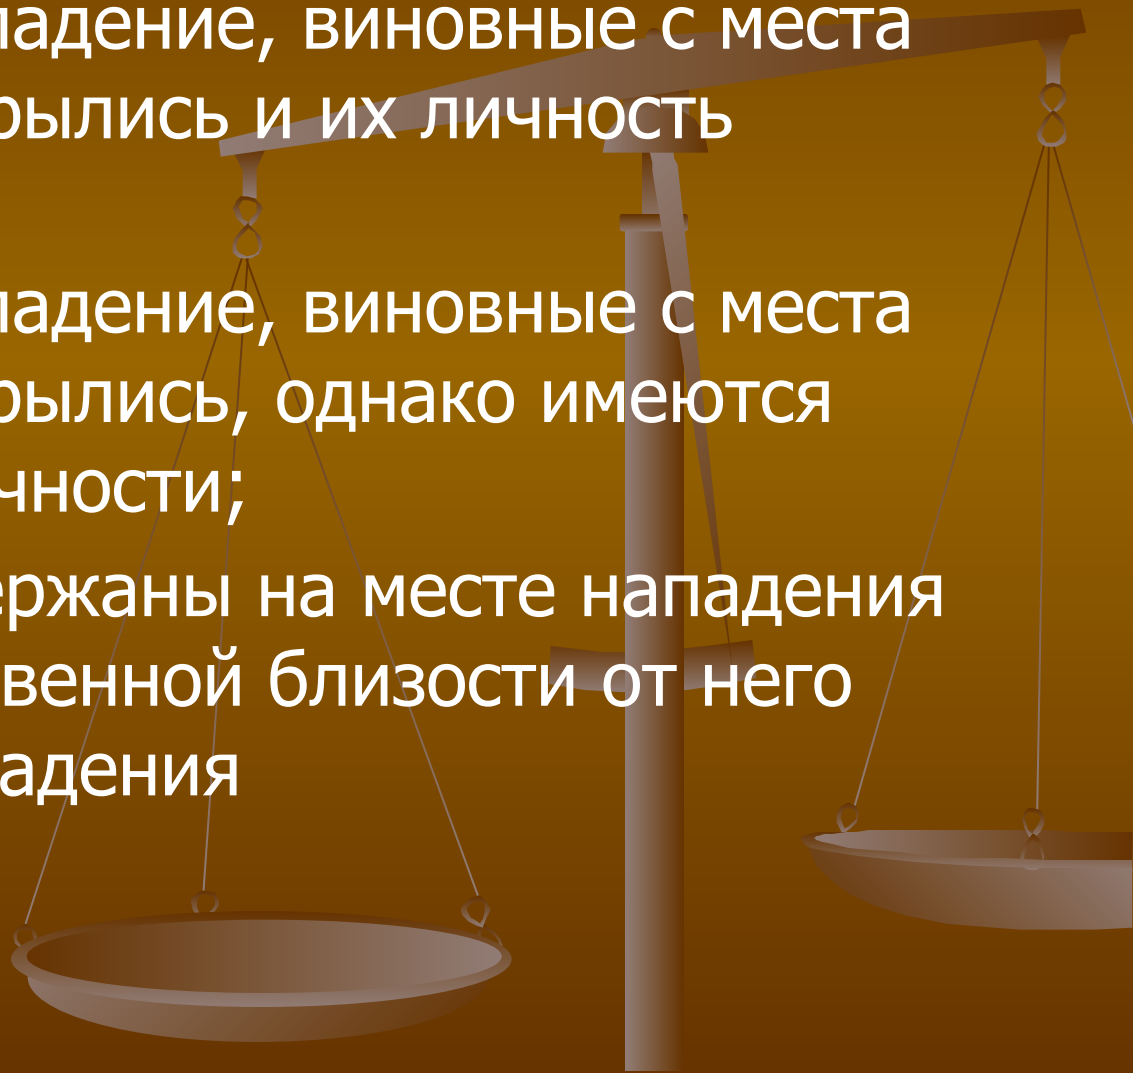 падение, виновные с места
рылись и их личность
падение, виновные с места
рылись, однако имеются
чности;
ержаны на месте нападения
венной близости от него
адения